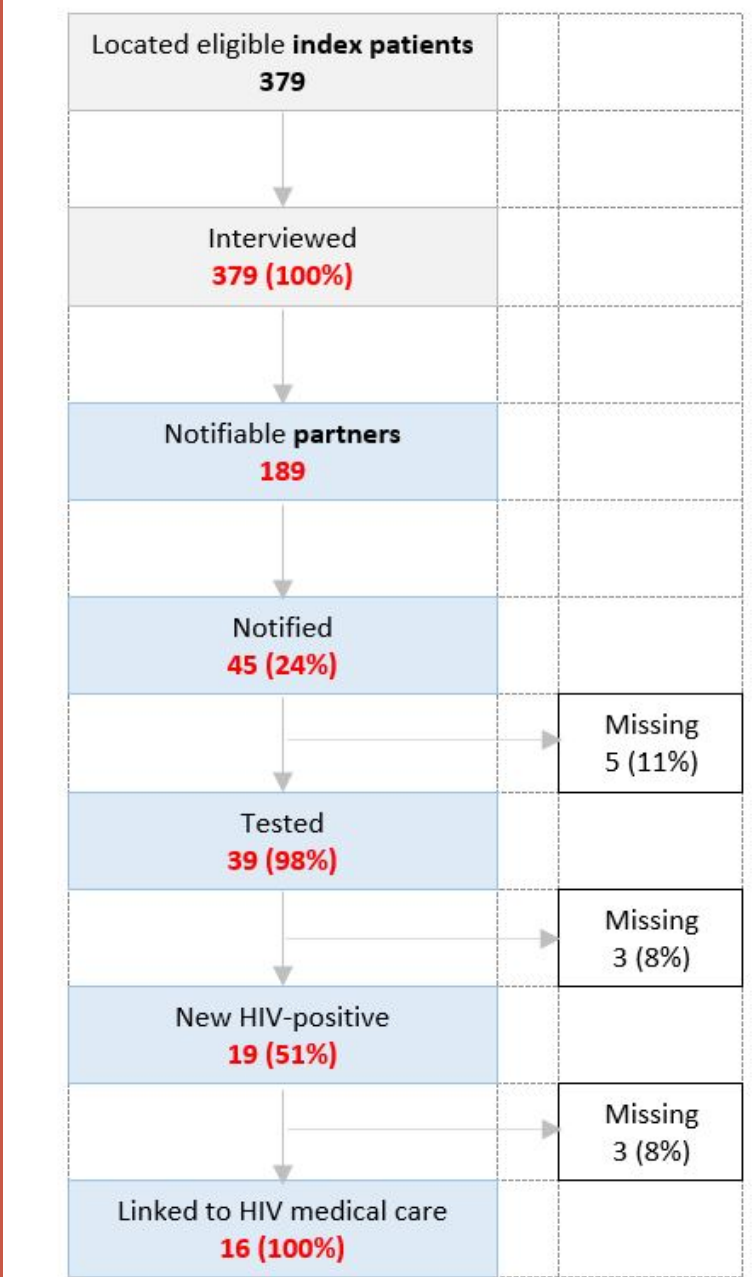 Located eligible index patients
379
Interviewed
379 (100%)
Notifiable partners
189
Notified
45 (24%)
Missing
5 (11%)
Tested
39 (98%)
Missing
3 (8%)
New HIV-positive
19 (51%)
Missing
3 (8%)
Linked to HIV medical care
16 (100%)